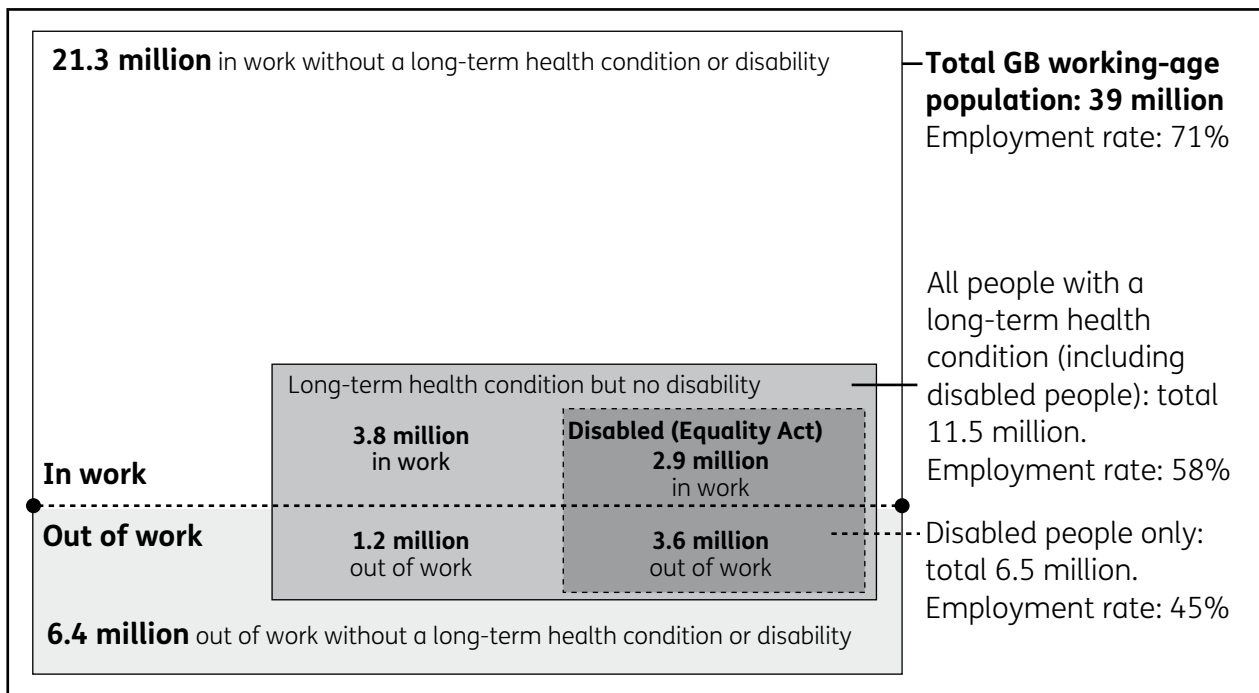 21.3 million in work without a long-term health condition or disability
Total GB working-age
population: 39 million
Employment rate: 71%
All people with a
long-term health
condition (including
disabled people): total
11.5 million.
Employment rate: 58%
Long-term health condition but no disability
3.8 million
in work
Disabled (Equality Act)
2.9 million
in work
In work
Out of work
1.2 million
out of work
3.6 million
out of work
Disabled people only:
total 6.5 million.
Employment rate: 45%
6.4 million out of work without a long-term health condition or disability